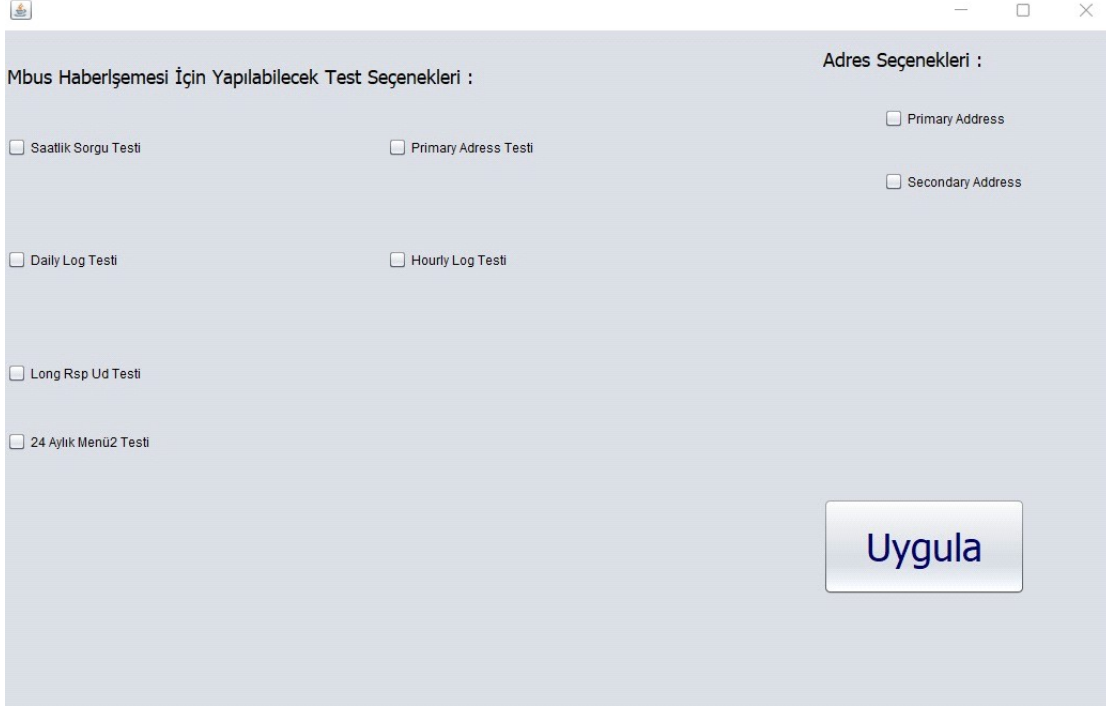 Mbus Haberlşemesi İçin Yapılabilecek Test Seçenekleri :
Saatlik Sorgu Testi
Primary Adress Testi
Daily Log Testi
Hourly Log Testi
Long Rsp Ud Testi
24 Aylık Menü2 Testi
Adres Seçenekleri :
Primary Address
Secondary Address
Uygula